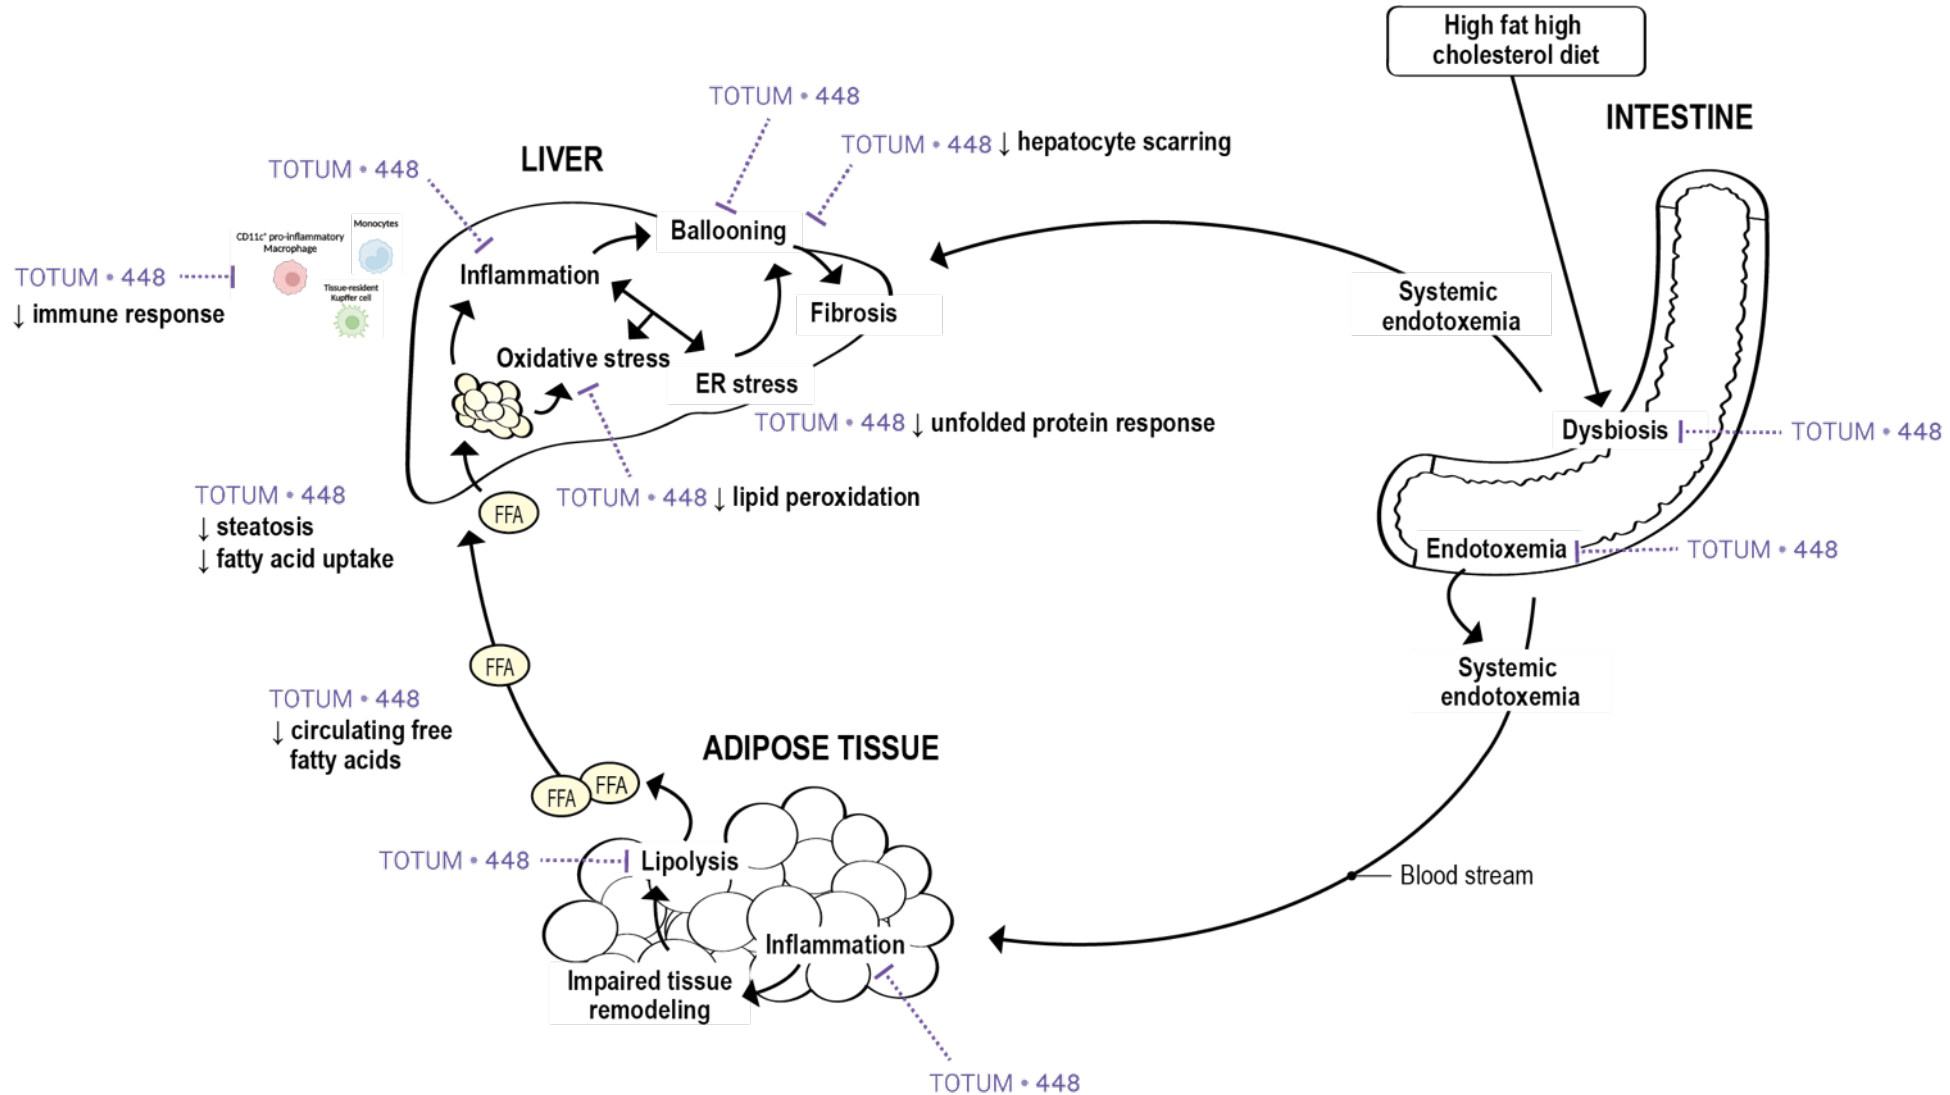 High fat high
cholesterol diet
INTESTINE
TOTUM • 448
TOTUM • 448 ↓ hepatocyte scarring
LIVER
TOTUM • 448
Monocytes
CD11c⁺ pro-inflammatory
Macrophage
Tissue-resident
Kupffer cell
TOTUM • 448
↓ immune response
Ballooning
Inflammation
Fibrosis
Oxidative stress
ER stress
TOTUM • 448 ↓ unfolded protein response
Systemic
endotoxemia
Dysbiosis
TOTUM • 448
TOTUM • 448
↓ steatosis
↓ fatty acid uptake
FFA
TOTUM • 448 ↓ lipid peroxidation
Endotoxemia
TOTUM • 448
Systemic
endotoxemia
FFA
TOTUM • 448
↓ circulating free
fatty acids
ADIPOSE TISSUE
FFA
FFA
TOTUM • 448
Lipolysis
Blood stream
Inflammation
Impaired tissue
remodeling
TOTUM • 448